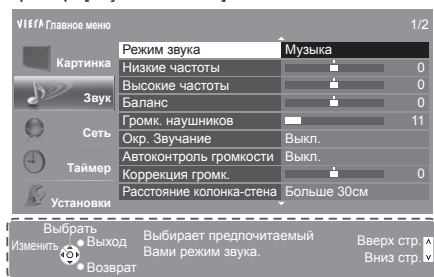 VIERA Главное меню 1/2
Картинка
Звук
Сеть
Таймер
Установки
Режим звука Музыка
Низкие частоты 0
Высокие частоты 0
Баланс 0
Громк. наушников 11
Окр. Звучание Выкл.
Автоконтроль громкости Выкл.
Коррекция громк. 0
Расстояние колонка-стена Больше 30см
Выбрать
Изменить
Выход
Возврат
Выбирает предпочитаемый
Вами режим звука.
Вверх стр.
Вниз стр.